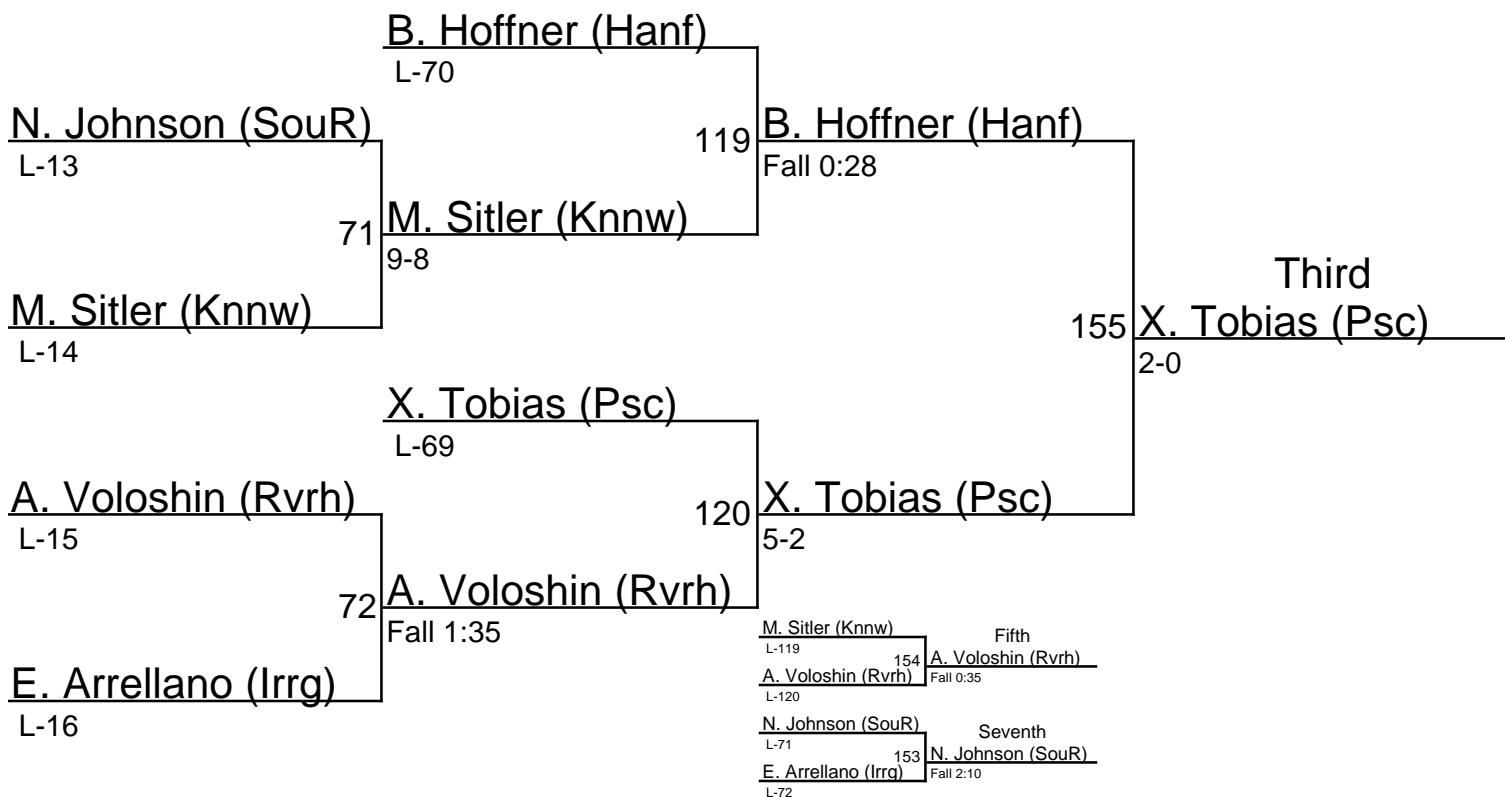 B. Hoffner (Hanf)
L-70
N. Johnson (SouR)
L-13
119
B. Hoffner (Hanf)
Fall 0:28
71
M. Sitler (Knnw)
9-8
M. Sitler (Knnw)
L-14
Third
155
X. Tobias (Psc)
2-0
X. Tobias (Psc)
L-69
A. Voloshin (Rvrh)
L-15
120
X. Tobias (Psc)
5-2
72
A. Voloshin (Rvrh)
Fall 1:35
E. Arrellano (Irrg)
L-16
M. Sitler (Knnw)
L-119
Fifth
154
A. Voloshin (Rvrh)
Fall 0:35
A. Voloshin (Rvrh)
L-120
N. Johnson (SouR)
L-71
Seventh
153
N. Johnson (SouR)
Fall 2:10
E. Arrellano (Irrg)
L-72